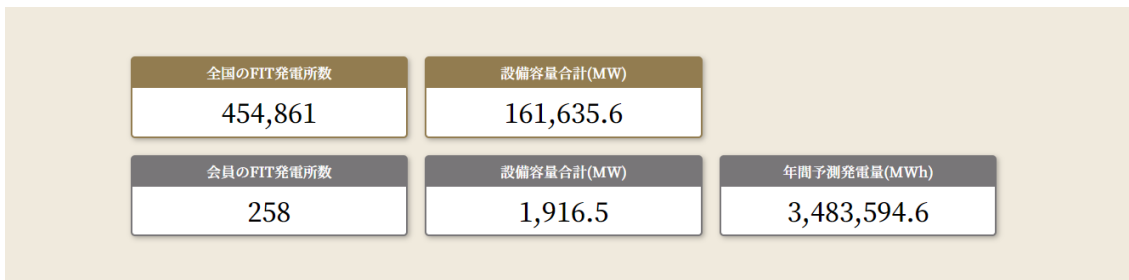 全国のFIT発電所数
設備容量合計(MW)
454,861
161,635.6
会員のFIT発電所数
設備容量合計(MW)
年間予測発電量(MWh)
258
1,916.5
3,483,594.6